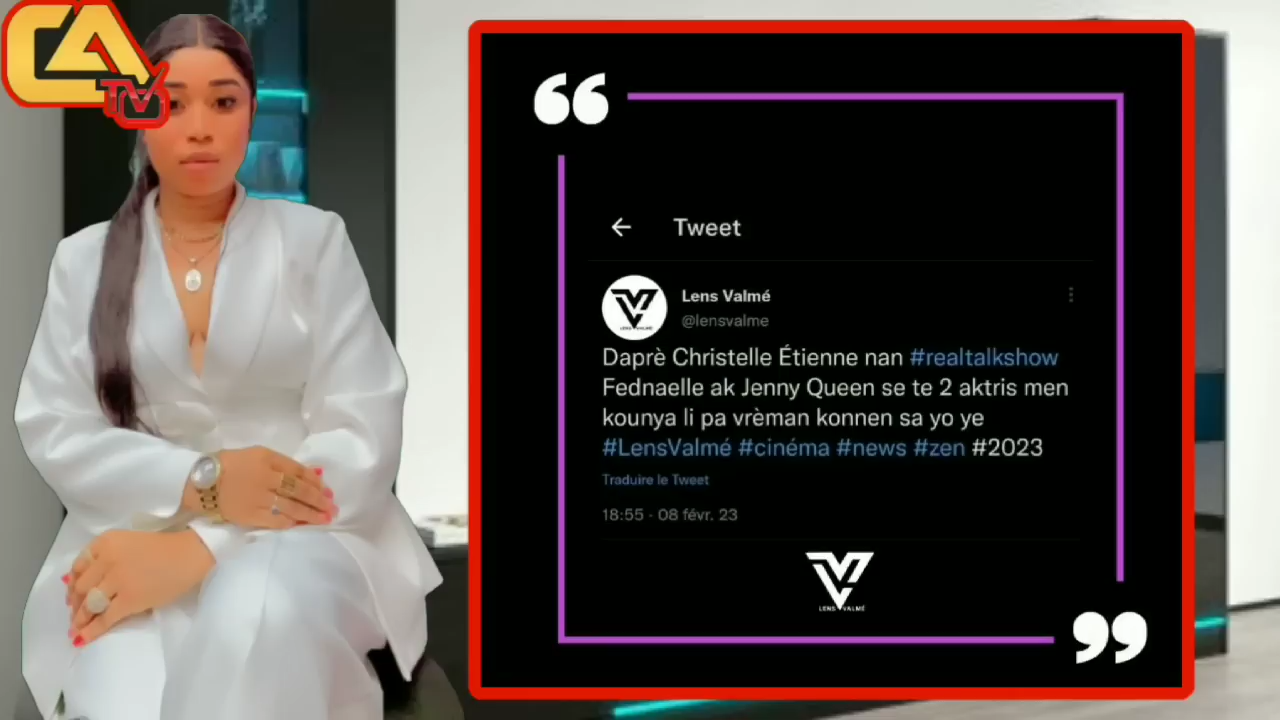 CA
TV
Tweet
Lens Valmé
@lensvalme
Daprè Christelle Étienne nan #realtalkshow
Fednaelle ak Jenny Queen se te 2 aktris men
kounya li pa vrèman konnen sa yo ye
#LensValmé #cinéma #news #zen #2023
Traduire le Tweet
18:55 - 08 févr. 23
LENS VALMÉ